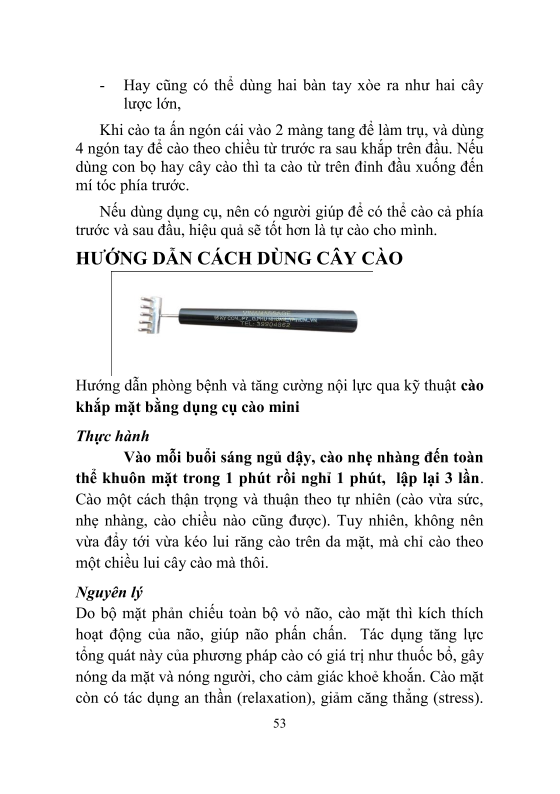 - Hay cũng có thể dùng hai bàn tay xòe ra như hai cây
lược lớn,
Khi cào ta ấn ngón cái vào 2 màng tang để làm trụ, và dùng
4 ngón tay để cào theo chiều từ trước ra sau khắp trên đầu. Nếu
dùng con bọ hay cây cào thì ta cào từ trên đỉnh đầu xuống đến
mí tóc phía trước.
Nếu dùng dụng cụ, nên có người giúp để có thể cào cả phía
trước và sau đầu, hiệu quả sẽ tốt hơn là tự cào cho mình.
HƯỚNG DẪN CÁCH DÙNG CÂY CÀO
TEL: 39904662
Hướng dẫn phòng bệnh và tăng cường nội lực qua kỹ thuật cào
khắp mặt bằng dụng cụ cào mini
Thực hành
Vào mỗi buổi sáng ngủ dậy, cào nhẹ nhàng đến toàn
thể khuôn mặt trong 1 phút rồi nghỉ 1 phút, lập lại 3 lần.
Cào một cách thận trọng và thuận theo tự nhiên (cào vừa sức,
nhẹ nhàng, cào chiều nào cũng được). Tuy nhiên, không nên
vừa đẩy tới vừa kéo lui răng cào trên da mặt, mà chỉ cào theo
một chiều lui cây cào mà thôi.
Nguyên lý
Do bộ mặt phản chiếu toàn bộ vỏ não, cào mặt thì kích thích
hoạt động của não, giúp não phấn chấn. Tác dụng tăng lực
tổng quát này của phương pháp cào có giá trị như thuốc bổ, gây
nóng da mặt và nóng người, cho cảm giác khoẻ khoắn. Cào mặt
còn có tác dụng an thần (relaxation), giảm căng thẳng (stress).
53